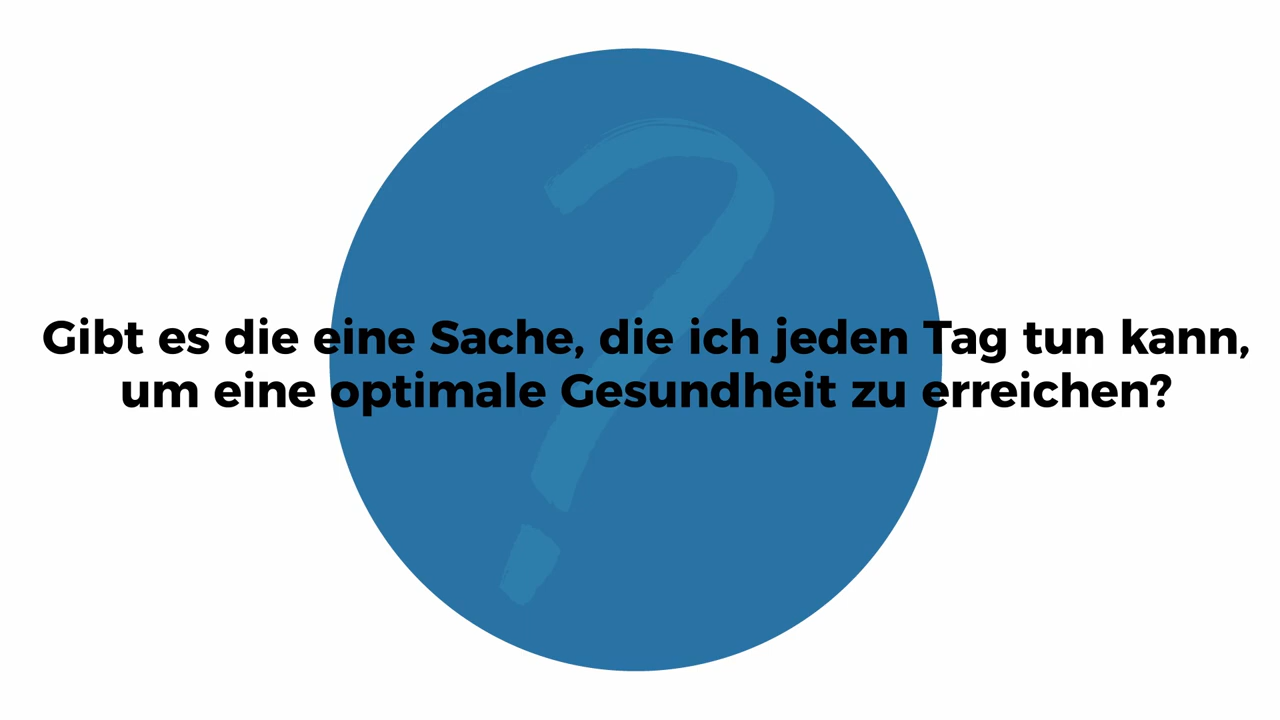 Gibt es die eine Sache, die ich jeden Tag tun kann,
um eine optimale Gesundheit zu erreichen?